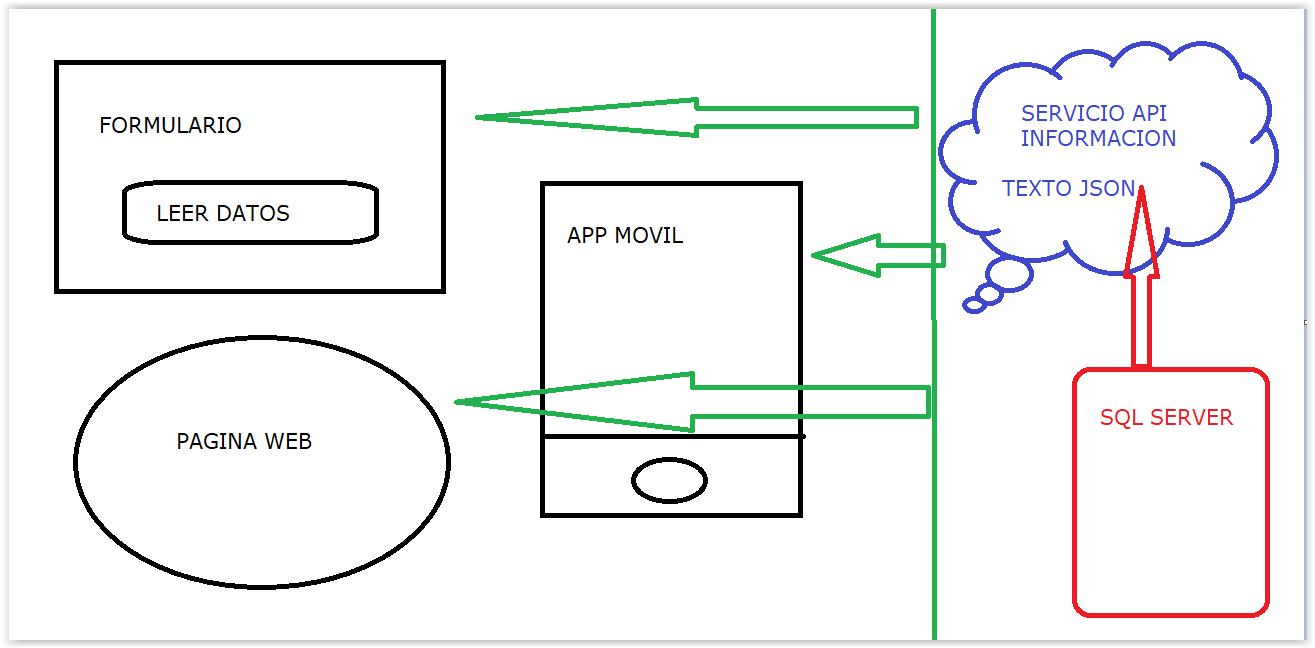 FORMULARIO
LEER DATOS
PAGINA WEB
APP MOVIL
SERVICIO API
INFORMACION
TEXTO JSON
SQL SERVER